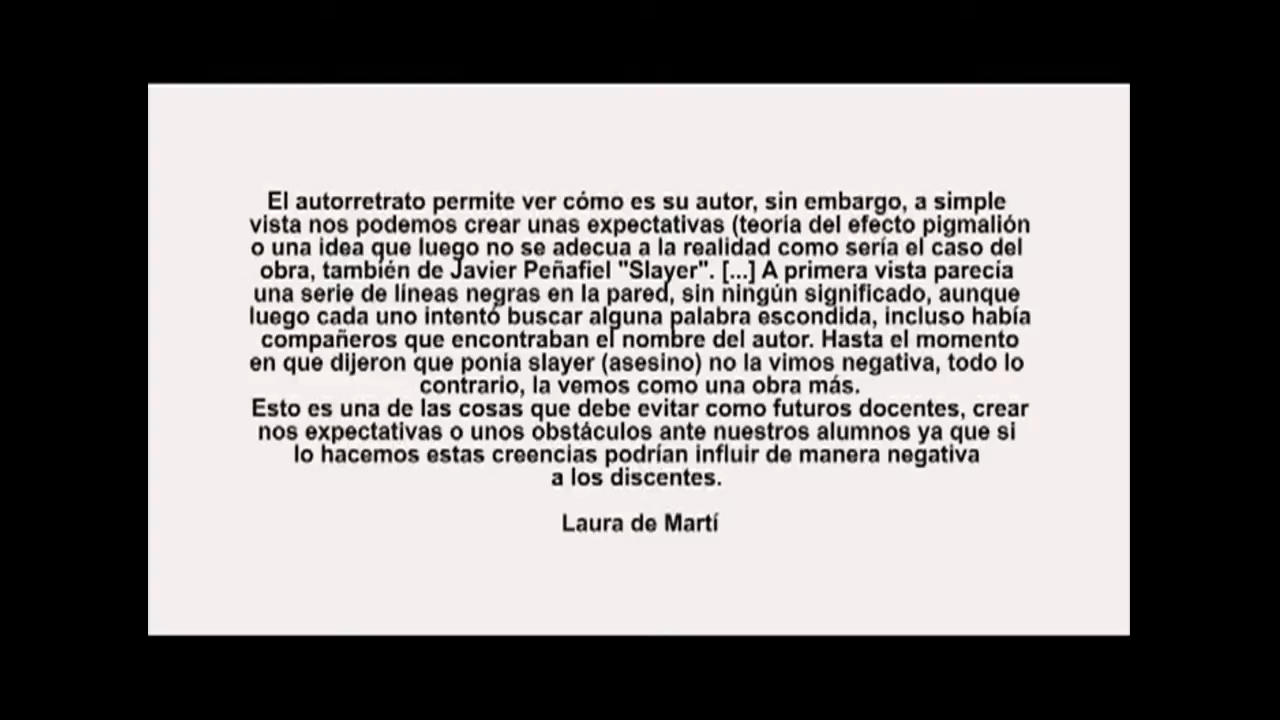 El autorretrato permite ver cómo es su autor, sin embargo, a simple
vista nos podemos crear unas expectativas (teoría del efecto pigmalión
o una idea que luego no se adecua a la realidad como sería el caso del
obra, también de Javier Peñafiel "Slayer". [...] A primera vista parecía
una serie de líneas negras en la pared, sin ningún significado, aunque
luego cada uno intentó buscar alguna palabra escondida, incluso había
compañeros que encontraban el nombre del autor. Hasta el momento
en que dijeron que ponía slayer (asesino) no la vimos negativa, todo lo
contrario, la vemos como una obra más.
Esto es una de las cosas que debe evitar como futuros docentes, crear
nos expectativas o unos obstáculos ante nuestros alumnos ya que si
lo hacemos estas creencias podrían influir de manera negativa
a los discentes.
Laura de Martí